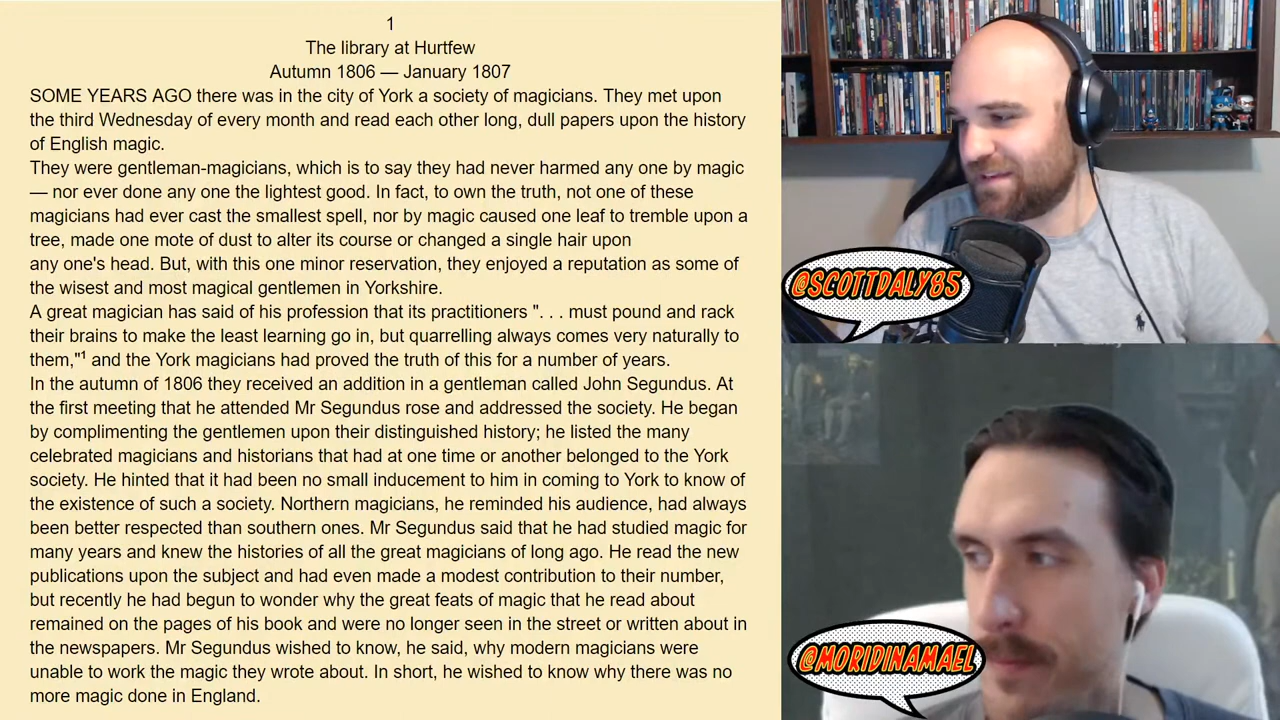 1
The library at Hurtfew
Autumn 1806 — January 1807
SOME YEARS AGO there was in the city of York a society of magicians. They met upon
the third Wednesday of every month and read each other long, dull papers upon the history
of English magic.
They were gentleman-magicians, which is to say they had never harmed any one by magic
— nor ever done any one the lightest good. In fact, to own the truth, not one of these
magicians had ever cast the smallest spell, nor by magic caused one leaf to tremble upon a
tree, made one mote of dust to alter its course or changed a single hair upon
any one's head. But, with this one minor reservation, they enjoyed a reputation as some of
the wisest and most magical gentlemen in Yorkshire.
A great magician has said of his profession that its practitioners ". . . must pound and rack
their brains to make the least learning go in, but quarrelling always comes very naturally to
them,"¹ and the York magicians had proved the truth of this for a number of years.
In the autumn of 1806 they received an addition in a gentleman called John Segundus. At
the first meeting that he attended Mr Segundus rose and addressed the society. He began
by complimenting the gentlemen upon their distinguished history; he listed the many
celebrated magicians and historians that had at one time or another belonged to the York
society. He hinted that it had been no small inducement to him in coming to York to know of
the existence of such a society. Northern magicians, he reminded his audience, had always
been better respected than southern ones. Mr Segundus said that he had studied magic for
many years and knew the histories of all the great magicians of long ago. He read the new
publications upon the subject and had even made a modest contribution to their number,
but recently he had begun to wonder why the great feats of magic that he read about
remained on the pages of his book and were no longer seen in the street or written about in
the newspapers. Mr Segundus wished to know, he said, why modern magicians were
unable to work the magic they wrote about. In short, he wished to know why there was no
more magic done in England.
@SCOTTDALY85
@MORIDINAMAEL